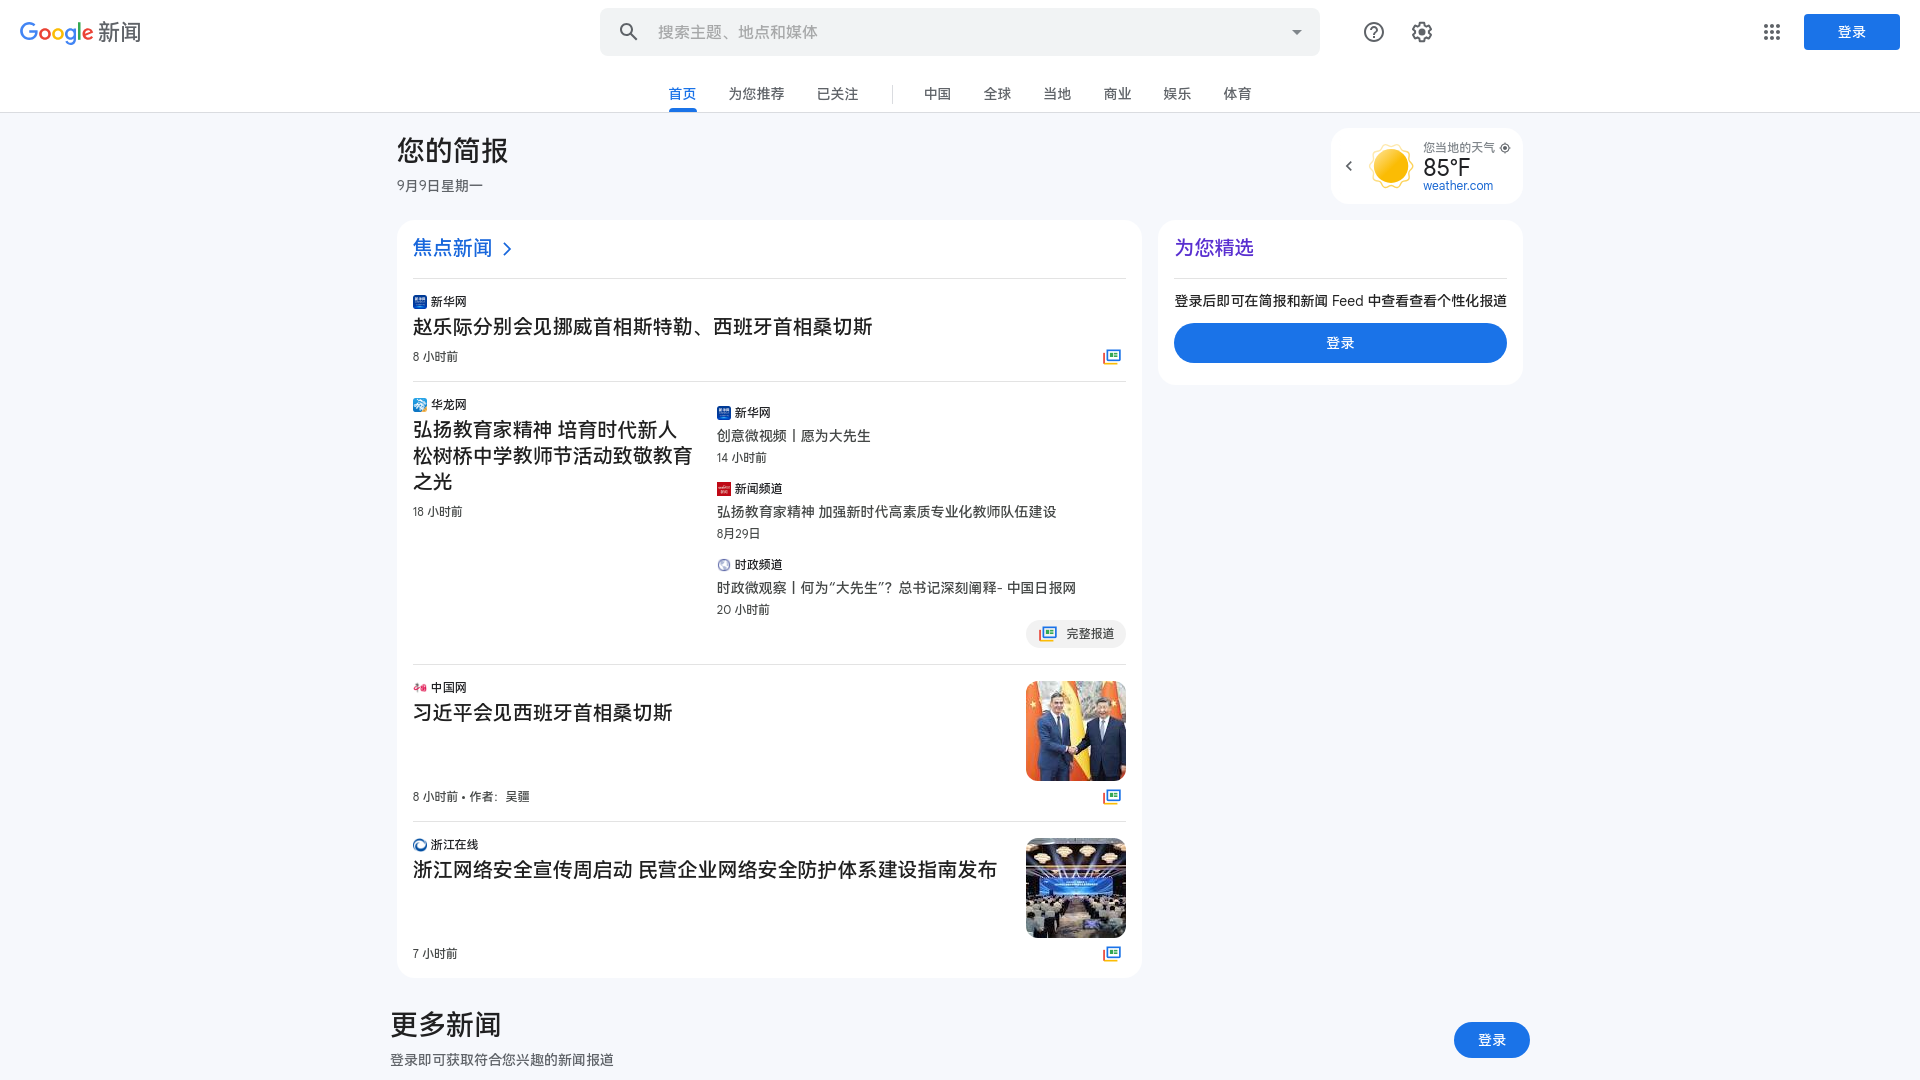 Google 新闻
搜索主题、地点和媒体
登录
首页
为您推荐
已关注
中国
全球
当地
商业
娱乐
体育
您的简报
9月9日星期一
您当地的天气
85°F
weather.com
焦点新闻
新华网
赵乐际分别会见挪威首相斯特勒、西班牙首相桑切斯
8 小时前
华龙网
弘扬教育家精神 培育时代新人
松树桥中学教师节活动致敬教育
之光
18 小时前
新华网
创意微视频丨愿为大先生
14 小时前
新闻频道
弘扬教育家精神 加强新时代高素质专业化教师队伍建设
8月29日
时政频道
时政微观察丨何为“大先生”？总书记深刻阐释- 中国日报网
20 小时前
完整报道
中国网
习近平会见西班牙首相桑切斯
8 小时前 • 作者：吴疆
浙江在线
浙江网络安全宣传周启动 民营企业网络安全防护体系建设指南发布
7 小时前
为您精选
登录后即可在简报和新闻 Feed 中查看查看个性化报道
登录
更多新闻
登录即可获取符合您兴趣的新闻报道
登录